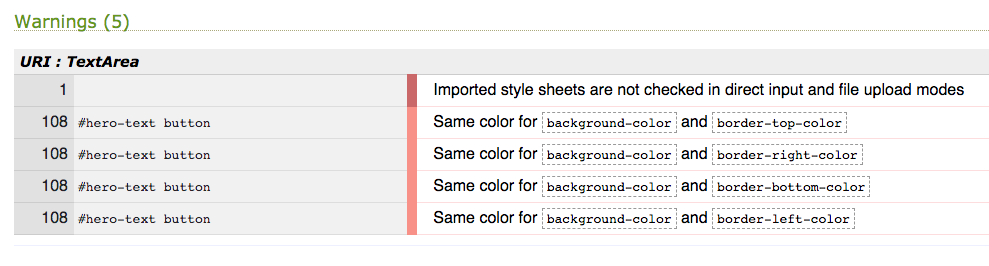 Warnings (5)
URI : TextArea
1 Imported style sheets are not checked in direct input and file upload modes
108 #hero-text button Same color for background-color and border-top-color
108 #hero-text button Same color for background-color and border-right-color
108 #hero-text button Same color for background-color and border-bottom-color
108 #hero-text button Same color for background-color and border-left-color